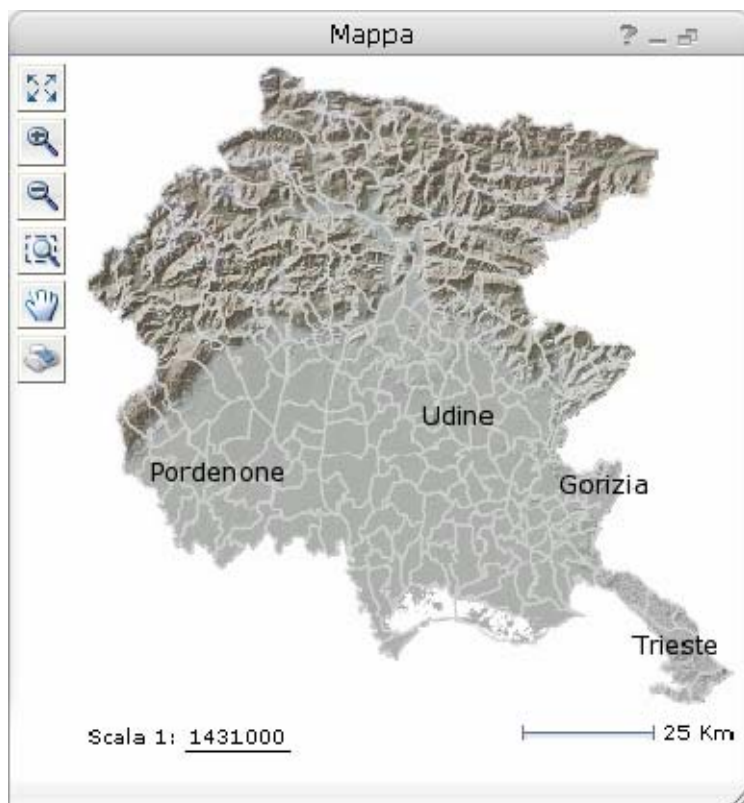 Mappa ?
Udine
Pordenone
Gorizia
Trieste
Scala 1: 1431000
25 Km